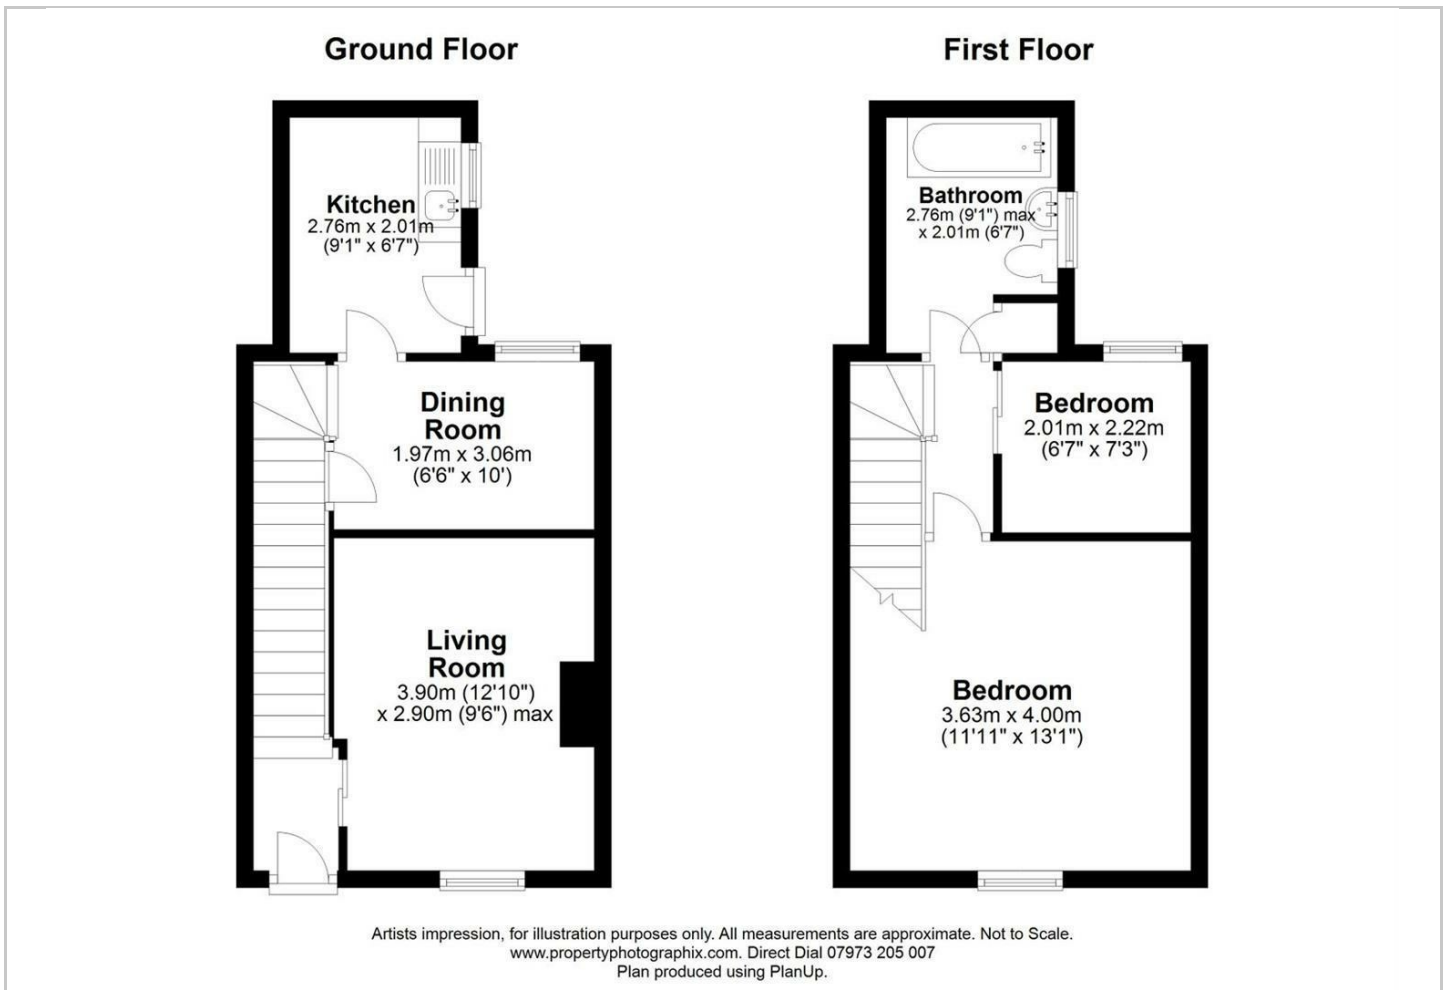 Ground Floor
Kitchen
2.76m x 2.01m
(9'1" x 6'7")
Dining
Room
1.97m x 3.06m
(6'6" x 10')
Living
Room
3.90m (12'10")
x 2.90m (9'6") max
First Floor
Bathroom
2.76m (9'1") max
x 2.01m (6'7")
Bedroom
2.01m x 2.22m
(6'7" x 7'3")
Bedroom
3.63m x 4.00m
(11'11" x 13'1")
Artists impression, for illustration purposes only. All measurements are approximate. Not to Scale.
www.propertyphotographix.com. Direct Dial 07973 205 007
Plan produced using PlanUp.